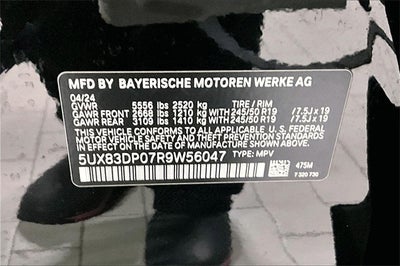 MFD BY BAYERISCHE MOTOREN WERKE AG
04/24
GVWR 5556 lbs 2520 kg TIRE / RIM
GAWR FRONT 2668 lbs 1210 kg WITH 245/50 R19 /7.5J x 19
GAWR REAR 3109 lbs 1410 kg WITH 245/50 R19 /7.5J x 19
THIS VEHICLE CONFORMS TO ALL APPLICABLE U. S. FEDERAL
MOTOR VEHICLE SAFETY AND THEFT PREVENTION STANDARDS
IN EFFECT ON THE DATE OF MANUFACTURE SHOWN ABOVE.
5UX83DP07R9W56047 TYPE: MPV
475M
7 320 730